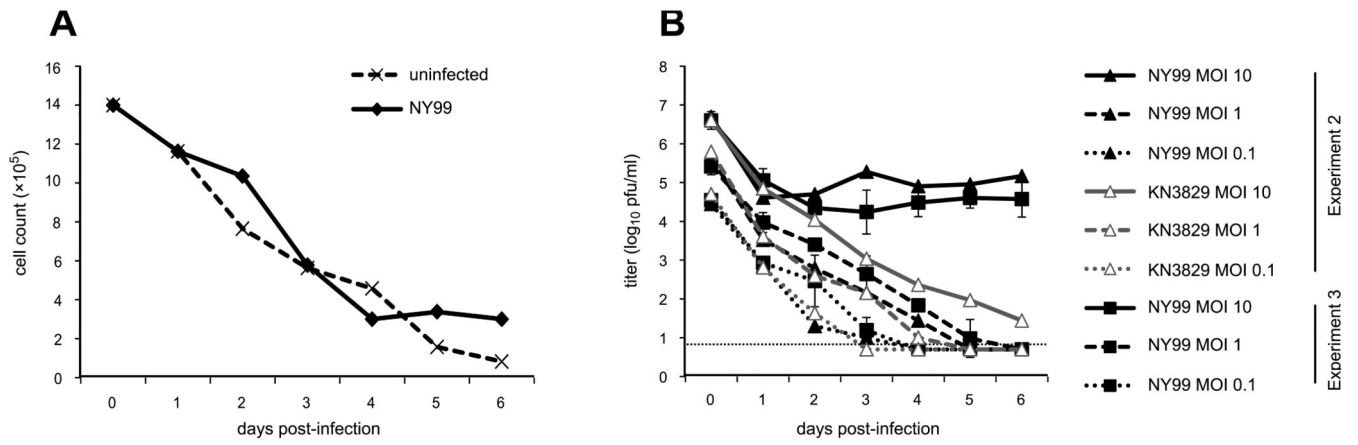 A
16
14
12
10
8
6
4
2
0
cell count (×10⁵)
0 1 2 3 4 5 6
days post-infection
uninfected
NY99
B
8
7
6
5
4
3
2
1
0
titer (log₁₀ pfu/ml)
0 1 2 3 4 5 6
days post-infection
NY99 MOI 10
NY99 MOI 1
NY99 MOI 0.1
KN3829 MOI 10
KN3829 MOI 1
KN3829 MOI 0.1
NY99 MOI 10
NY99 MOI 1
NY99 MOI 0.1
Experiment 2
Experiment 3